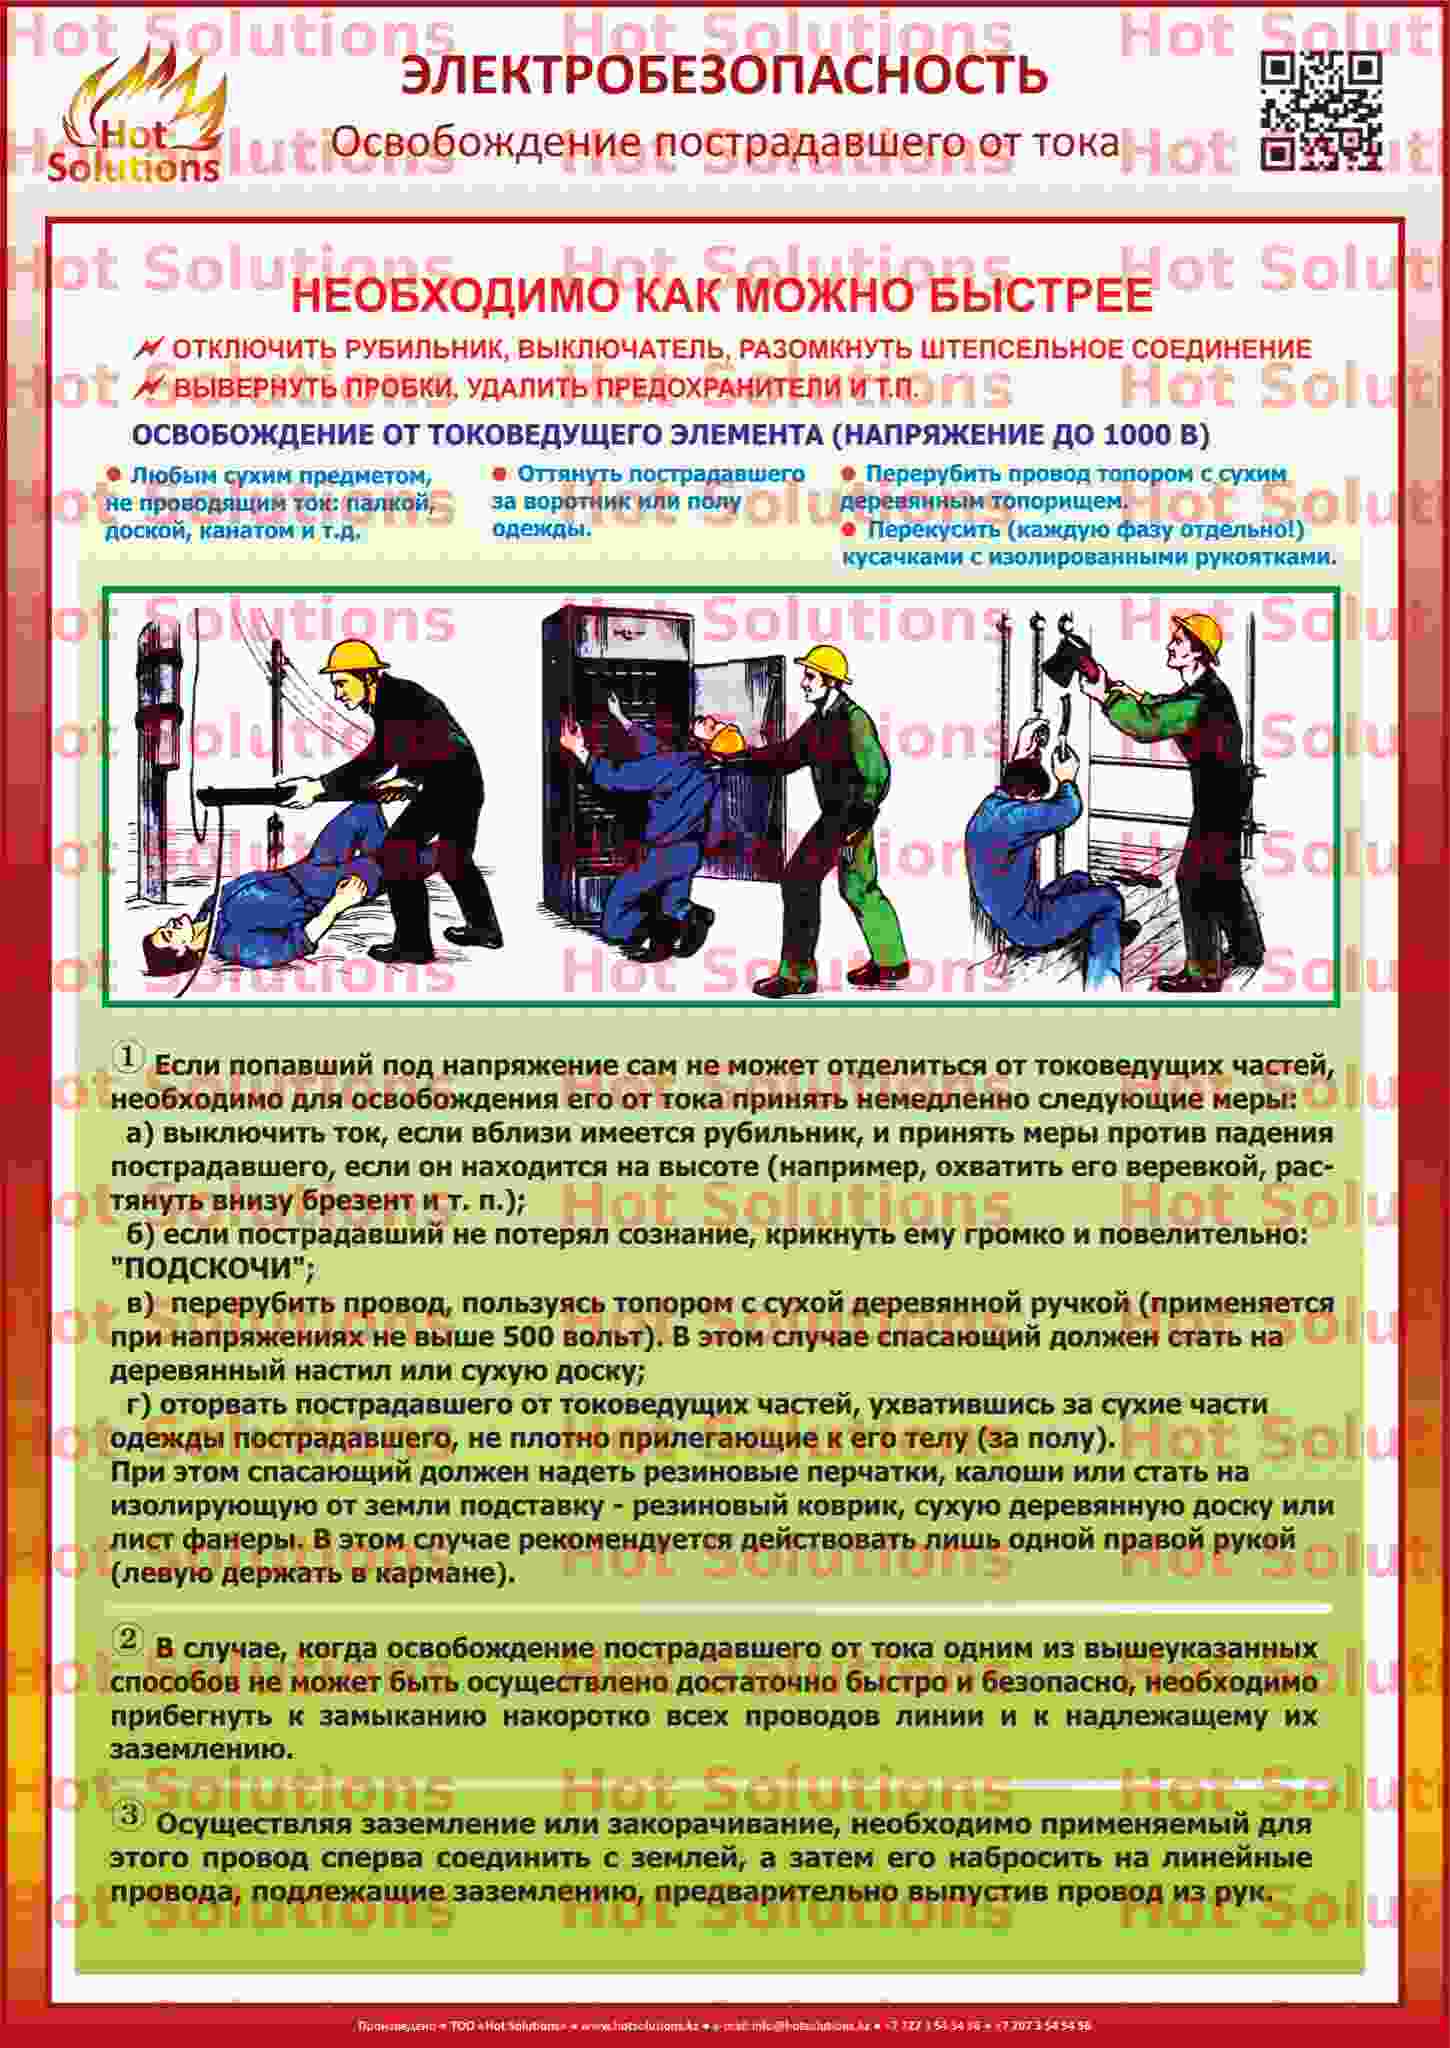 ЭЛЕКТРОБЕЗОПАСНОСТЬ
Hot
Solutions
Освобождение пострадавшего от тока
НЕОБХОДИМО КАК МОЖНО БЫСТРЕЕ
ОТКЛЮЧИТЬ РУБИЛЬНИК, ВЫКЛЮЧАТЕЛЬ, РАЗОМКНУТЬ ШТЕПСЕЛЬНОЕ СОЕДИНЕНИЕ
ВЫВЕРНУТЬ ПРОБКИ, УДАЛИТЬ ПРЕДОХРАНИТЕЛИ И Т.П.
ОСВОБОЖДЕНИЕ ОТ ТОКОВЕДУЩЕГО ЭЛЕМЕНТА (НАПРЯЖЕНИЕ ДО 1000 В)
• Любым сухим предметом,
не проводящим ток: палкой,
доской, канатом и т.д.
• Оттянуть пострадавшего
за воротник или полу
одежды.
• Перерубить провод топором с сухим
деревянным топорищем.
• Перекусить (каждую фазу отдельно!)
кусачками с изолированными рукоятками.
1 Если попавший под напряжение сам не может отделиться от токоведущих частей,
необходимо для освобождения его от тока принять немедленно следующие меры:
а) выключить ток, если вблизи имеется рубильник, и принять меры против падения
пострадавшего, если он находится на высоте (например, охватить его веревкой, рас-
тянуть внизу брезент и т. п.);
б) если пострадавший не потерял сознание, крикнуть ему громко и повелительно:
"ПОДСКОЧИ";
в) перерубить провод, пользуясь топором с сухой деревянной ручкой (применяется
при напряжениях не выше 500 вольт). В этом случае спасающий должен стать на
деревянный настил или сухую доску;
г) оторвать пострадавшего от токоведущих частей, ухватившись за сухие части
одежды пострадавшего, не плотно прилегающие к его телу (за полу).
При этом спасающий должен надеть резиновые перчатки, калоши или стать на
изолирующую от земли подставку - резиновый коврик, сухую деревянную доску или
лист фанеры. В этом случае рекомендуется действовать лишь одной правой рукой
(левую держать в кармане).
2 В случае, когда освобождение пострадавшего от тока одним из вышеуказанных
способов не может быть осуществлено достаточно быстро и безопасно, необходимо
прибегнуть к замыканию накоротко всех проводов линии и к надлежащему их
заземлению.
3 Осуществляя заземление или закорачивание, необходимо применяемый для
этого провод сперва соединить с землей, а затем его набросить на линейные
провода, подлежащие заземлению, предварительно выпустив провод из рук.
Произведено • ТОО «Hot Solutions» • www.hotsolutions.kz • e-mail: info@hotsolutions.kz